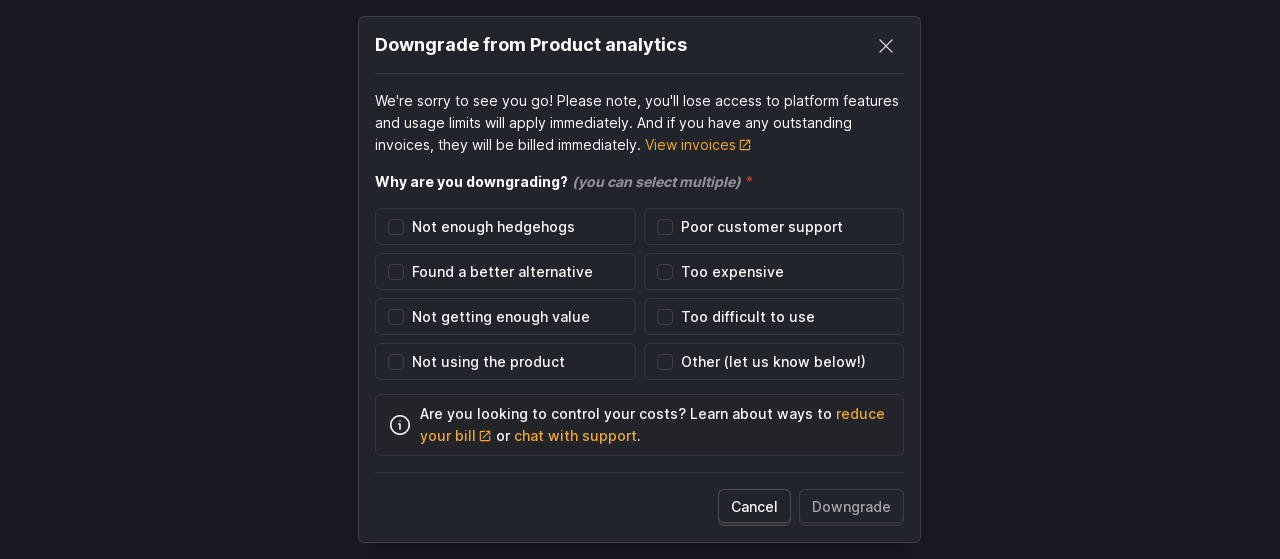 Downgrade from Product analytics
We're sorry to see you go! Please note, you'll lose access to platform features
and usage limits will apply immediately. And if you have any outstanding
invoices, they will be billed immediately. View invoices
Why are you downgrading? (you can select multiple) *
Not enough hedgehogs
Poor customer support
Found a better alternative
Too expensive
Not getting enough value
Too difficult to use
Not using the product
Other (let us know below!)
Are you looking to control your costs? Learn about ways to reduce
your bill or chat with support.
Cancel
Downgrade